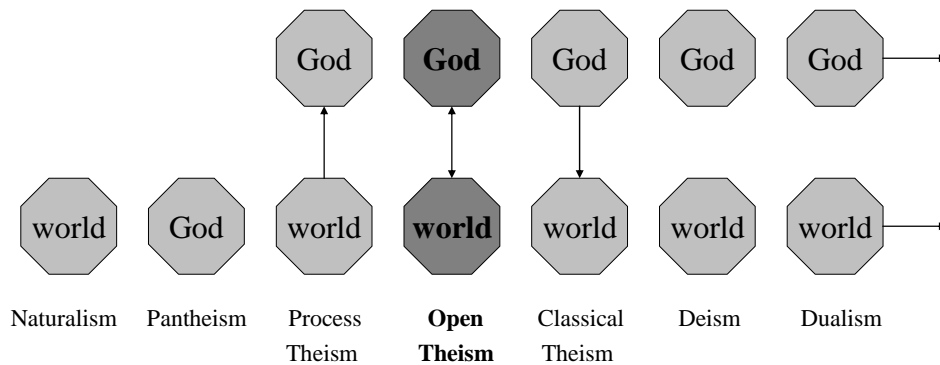 God God God God God
world God world world world world world
Naturalism Pantheism Process Open Classical Deism Dualism
Theism Theism Theism